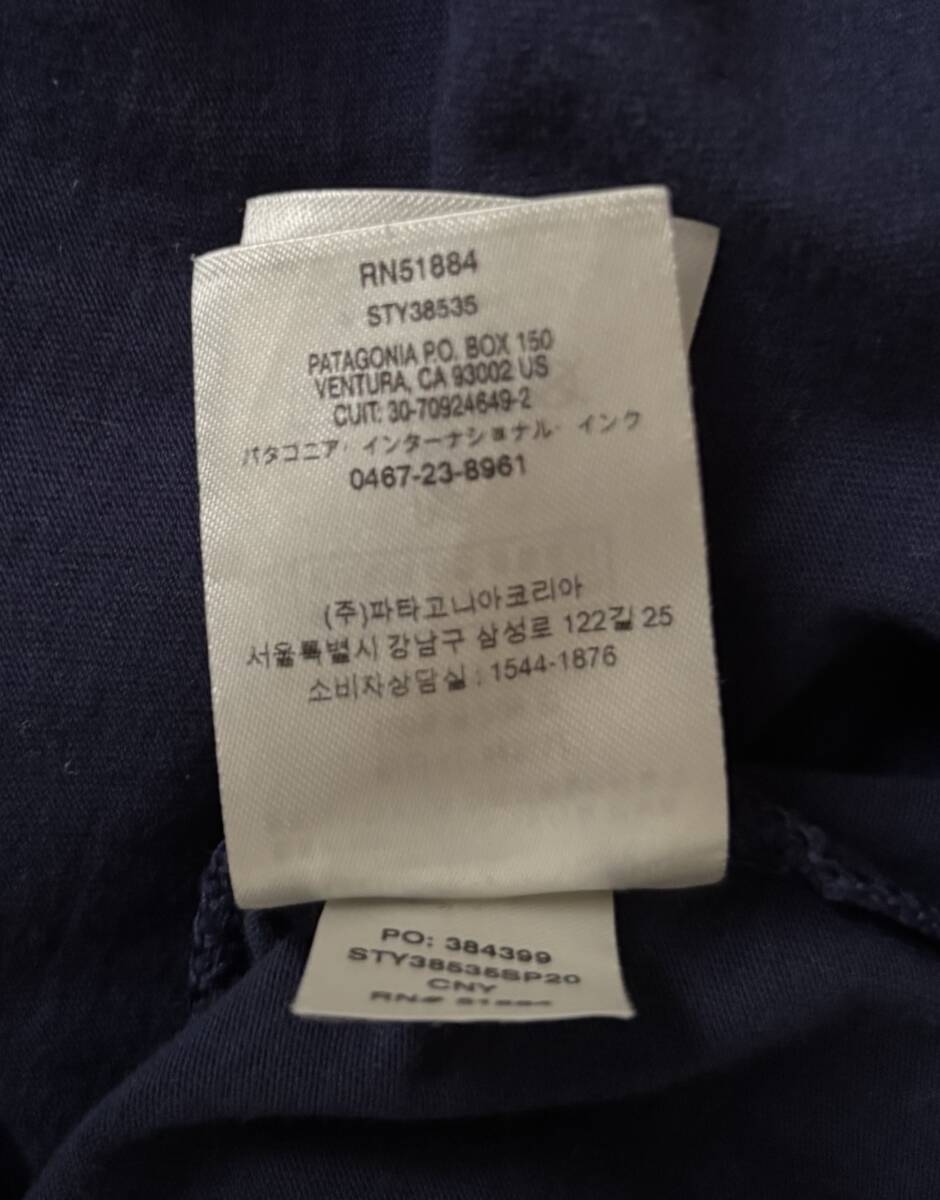 RN51884
STY38535
PATAGONIA P.O. BOX 150
VENTURA, CA 93002 US
CUIT: 30-70924649-2
パタゴニア・インターナショナル・インク
0467-23-8961
(주)파타고니아코리아
서울특별시 강남구 삼성로 122길 25
소비자상담실 : 1544-1876
PO: 384399
STY38535SP20
CNY
RN# 51884